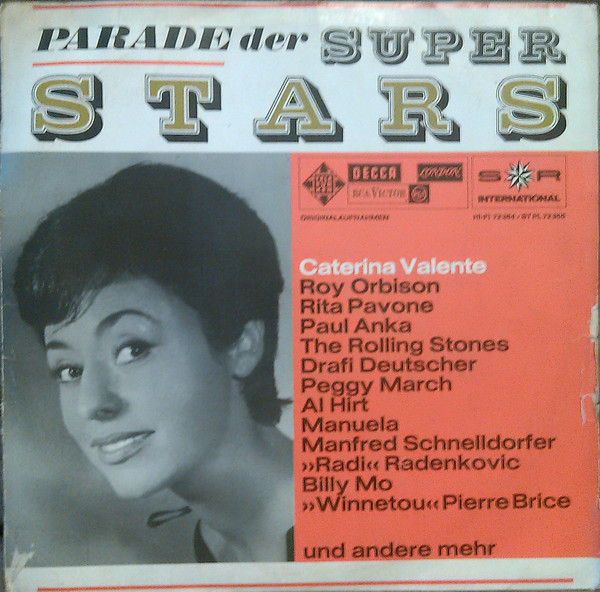 PARADE der SUPER
STARS
TELEFUNKEN
DECCA
LONDON
RCA VICTOR
S R
INTERNATIONAL
ORIGINALAUFNAHMEN
Caterina Valente
Roy Orbison
Rita Pavone
Paul Anka
The Rolling Stones
Drafi Deutscher
Peggy March
Al Hirt
Manuela
Manfred Schnelldorfer
»Radi« Radenkovic
Billy Mo
»Winnetou« Pierre Brice
und andere mehr